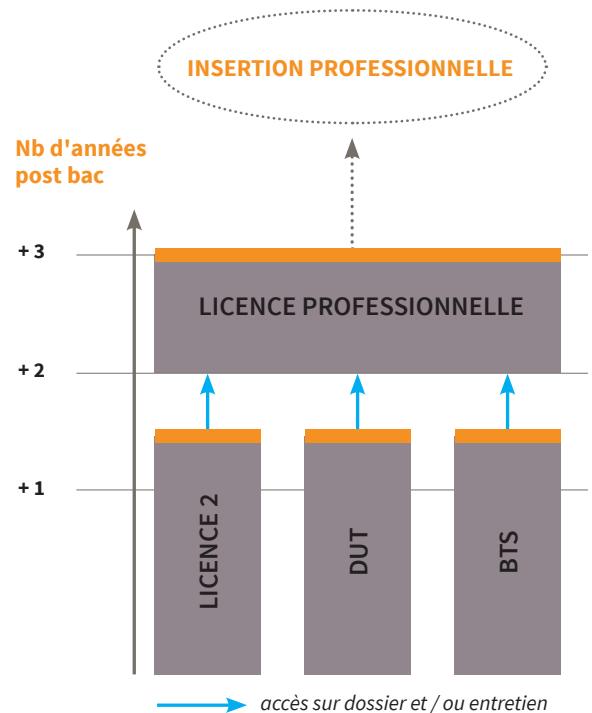 INSERTION PROFESSIONNELLE
Nb d'années
post bac
+ 3
LICENCE PROFESSIONNELLE
+ 2
+ 1
LICENCE 2
DUT
BTS
accès sur dossier et / ou entretien